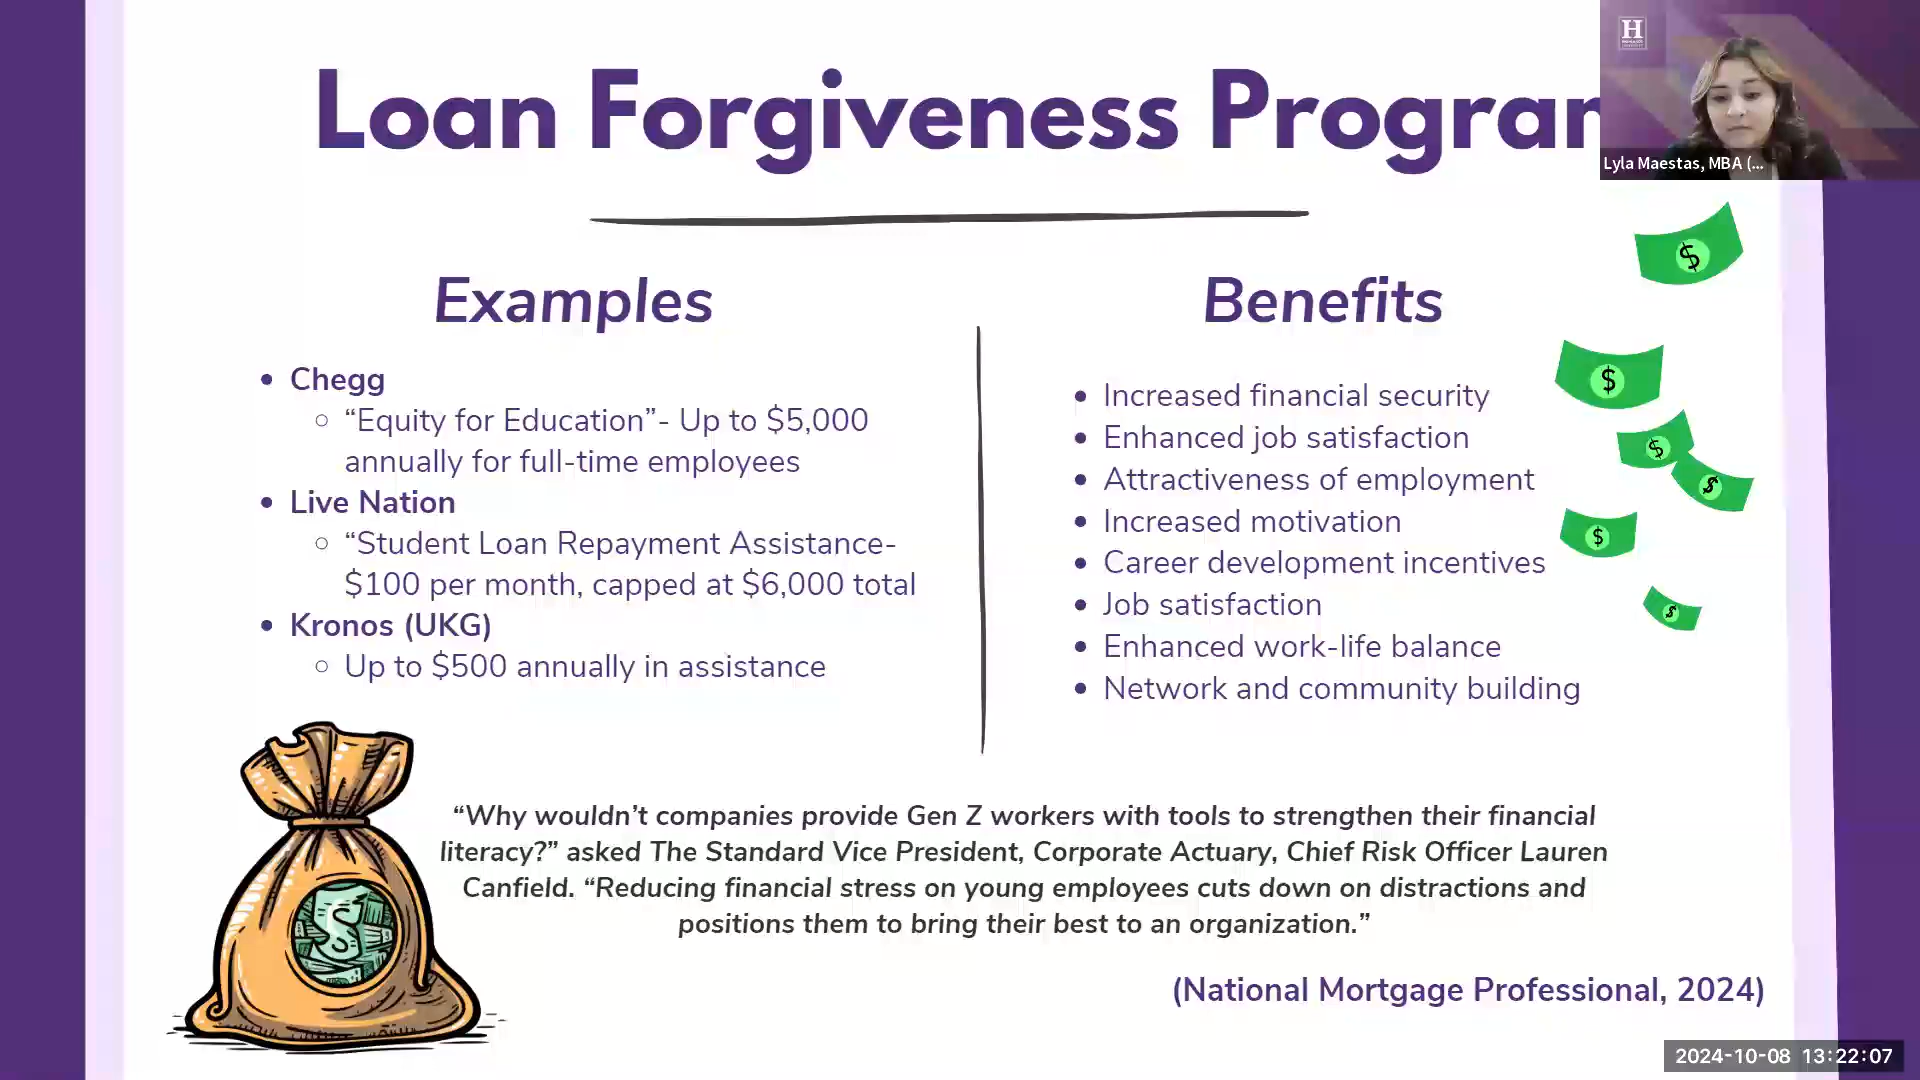 Loan Forgiveness Program
Lyla Maestas, MBA (...
Examples
• Chegg
○ “Equity for Education”- Up to $5,000
annually for full-time employees
• Live Nation
○ “Student Loan Repayment Assistance-
$100 per month, capped at $6,000 total
• Kronos (UKG)
○ Up to $500 annually in assistance
Benefits
• Increased financial security
• Enhanced job satisfaction
• Attractiveness of employment
• Increased motivation
• Career development incentives
• Job satisfaction
• Enhanced work-life balance
• Network and community building
$
$
$
$
$
$
“Why wouldn’t companies provide Gen Z workers with tools to strengthen their financial
literacy?” asked The Standard Vice President, Corporate Actuary, Chief Risk Officer Lauren
Canfield. “Reducing financial stress on young employees cuts down on distractions and
positions them to bring their best to an organization.”
(National Mortgage Professional, 2024)
2024-10-08 13:22:07